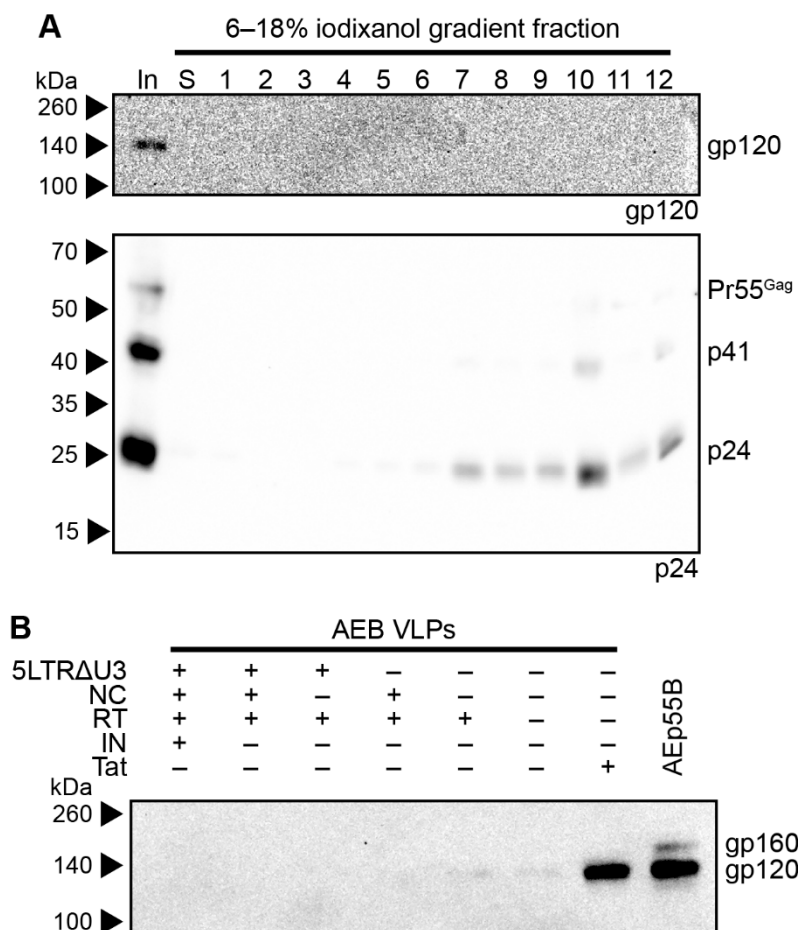 A
6–18% iodixanol gradient fraction
kDa In S 1 2 3 4 5 6 7 8 9 10 11 12
260
140 gp120
100
gp120
70
Pr55Gag
50
p41
40
35
25 p24
15
p24
B
AEB VLPs
5LTRΔU3 + + + – – – –
NC + + – + – – –
RT + + + + + – –
IN + – – – – – –
Tat – – – – – – +
AEp55B
kDa
260
gp160
140 gp120
100